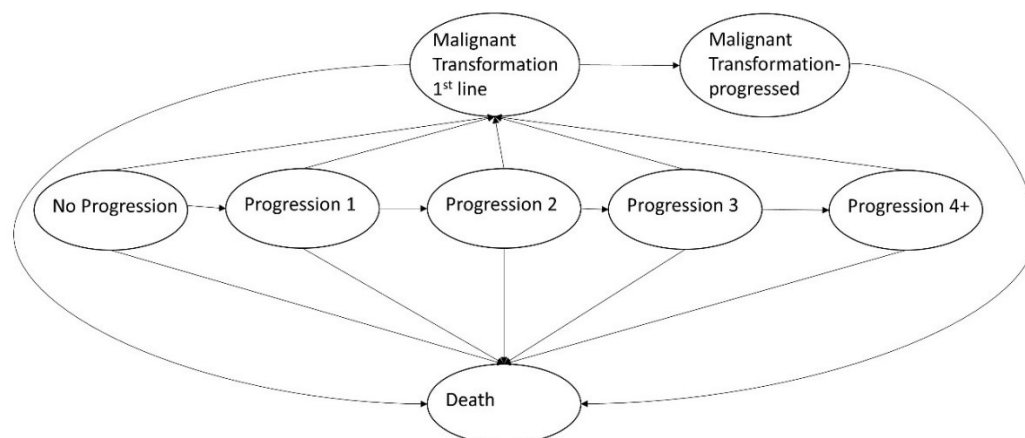 Malignant
Transformation
1st line
Malignant
Transformation-
progressed
No Progression
Progression 1
Progression 2
Progression 3
Progression 4+
Death